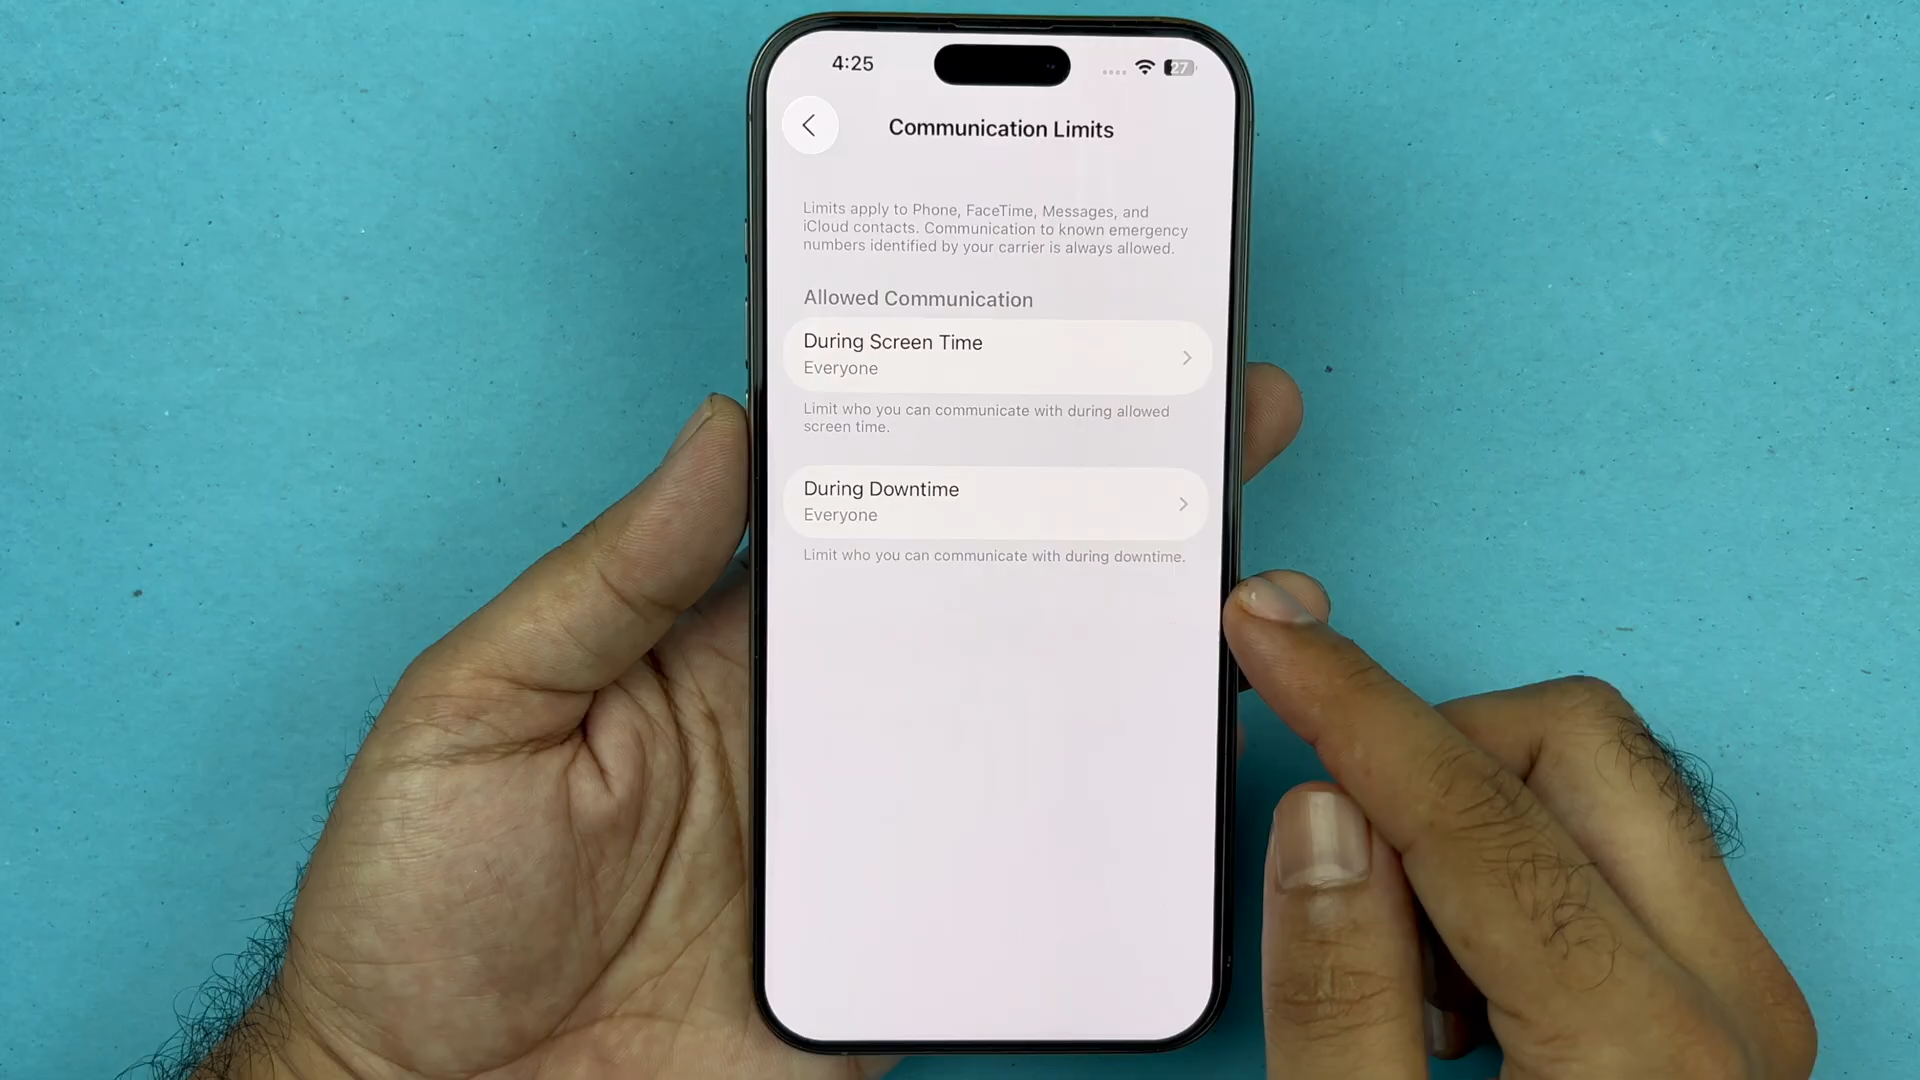 4:25
27
Communication Limits
Limits apply to Phone, FaceTime, Messages, and
iCloud contacts. Communication to known emergency
numbers identified by your carrier is always allowed.
Allowed Communication
During Screen Time
Everyone
Limit who you can communicate with during allowed
screen time.
During Downtime
Everyone
Limit who you can communicate with during downtime.